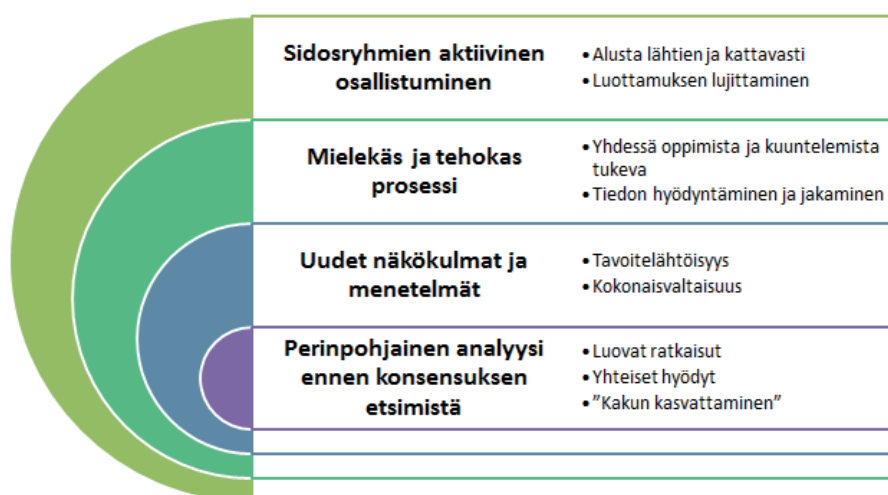 Sidosryhmien aktiivinen
osallistuminen
• Alusta lähtien ja kattavasti
• Luottamuksen lujittaminen
Mielekäs ja tehokas
prosessi
• Yhdessä oppimista ja kuuntelemista
tukeva
• Tiedon hyödyntäminen ja jakaminen
Uudet näkökulmat ja
menetelmät
• Tavoitelähtöisyys
• Kokonaisvaltaisuus
Perinpohjainen analyysi
ennen konsensuksen
etsimistä
• Luovat ratkaisut
• Yhteiset hyödyt
• ”Kakun kasvattaminen”